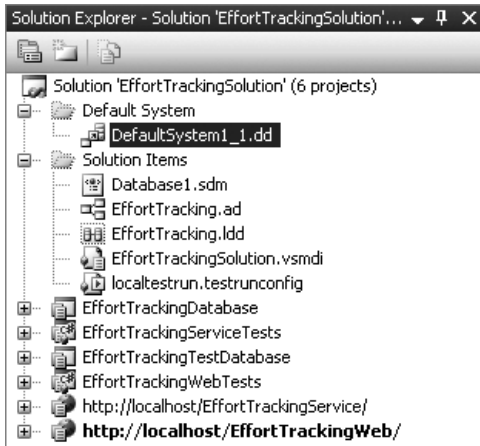 Solution Explorer - Solution 'EffortTrackingSolution'...
Solution 'EffortTrackingSolution' (6 projects)
Default System
DefaultSystem1_1.dd
Solution Items
Database1.sdm
EffortTracking.ad
EffortTracking.ldd
EffortTrackingSolution.vsmdi
localtestrun.testrunconfig
EffortTrackingDatabase
EffortTrackingServiceTests
EffortTrackingTestDatabase
EffortTrackingWebTests
http://localhost/EffortTrackingService/
http://localhost/EffortTrackingWeb/